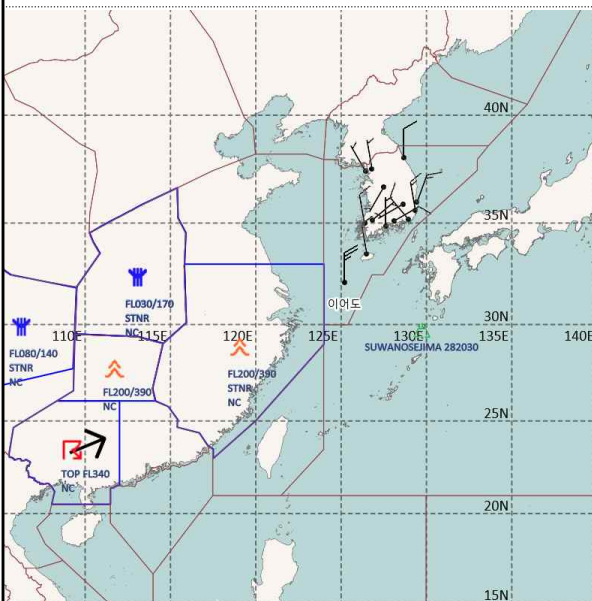 40N
35N
이어도
30N
110E 115E 120E 125E 130E 135E 140E
FL030/170
STNR
NC
FL080/140
STNR
NC
SUWANOSEJIMA 282030
FL200/390
NC
FL200/390
STNR
NC
25N
TOP FL340
NC
20N
15N